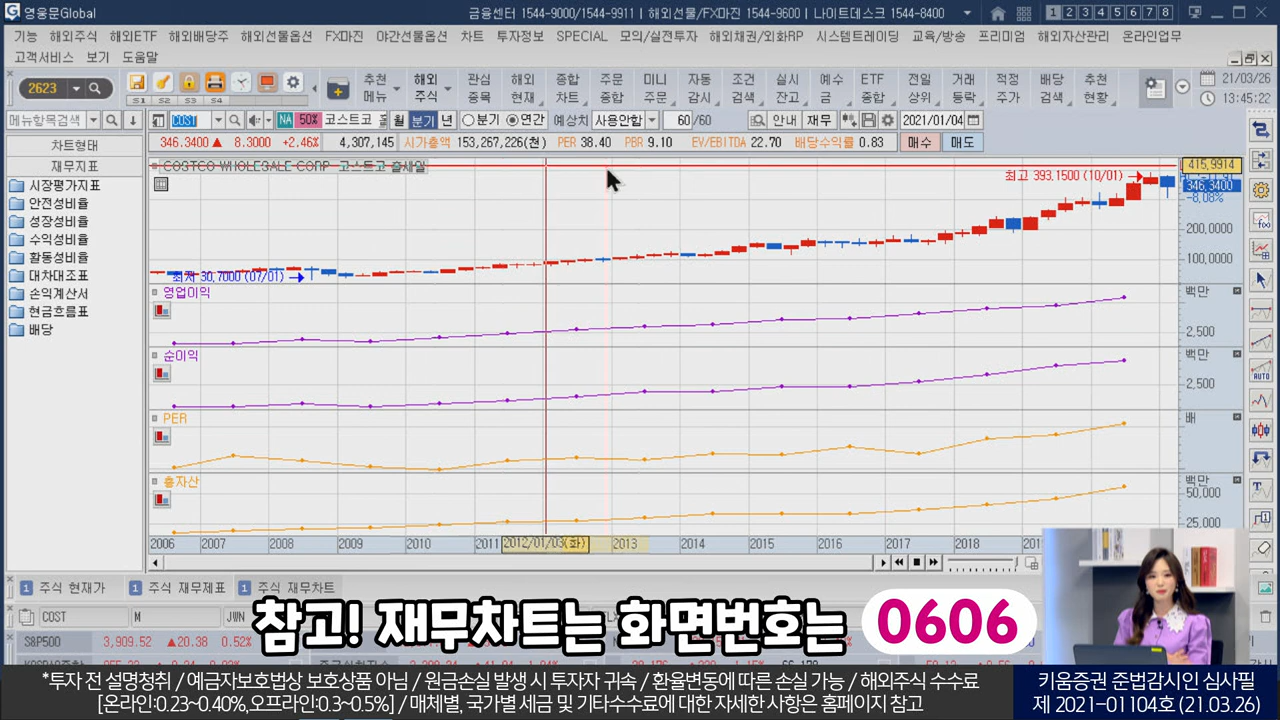 영웅문Global
금융센터 1544-9000/1544-9911 | 해외선물/FX마진 1544-9600 | 나이트데스크 1544-8400
1 2 3 4 5 6 7 8
기능 해외주식 해외ETF 해외배당주 해외선물옵션 FX마진 야간선물옵션 차트 투자정보 SPECIAL 모의/실전투자 해외채권/외화RP 시스템트레이딩 교육/방송 프리미엄 해외자산관리 온라인업무
고객서비스 보기 도움말
2623
S1 S2 S3 S4
추천 메뉴
해외 주식
관심 종목
해외 현재
종합 차트
주문 종합
미니 주문
자동 감시
조건 검색
실시 잔고
예수 금
ETF 종합
전일 상위
거래 등락
적정 주가
배당 검색
추천 현황
21/03/26
13:45:22
메뉴항목검색
COST NA 50% 코스트코 월 분기 년 분기 연간 예상치 사용안함 60 /60 안내 재무 2021/01/04
346.3400 ▲ 8.3000 +2.46% 4,307,145 시가총액 153,267,226(천) PER 38.40 PBR 9.10 EV/EBITDA 22.70 배당수익률 0.83 매수 매도
차트형태
재무지표
시장평가지표
안전성비율
성장성비율
수익성비율
활동성비율
대차대조표
손익계산서
현금흐름표
배당
COSTCO WHOLESALE CORP 코스트코 홀세일
최고 393.1500 (10/01)
415.9914
346.3400
-8.08%
200.0000
100.0000
최저 30.7000 (07/01)
영업이익
백만
2,500
순이익
백만
2,500
PER
배
총자산
백만
50,000
25,000
2006 2007 2008 2009 2010 2011 2012/01/03(화) 2013 2014 2015 2016 2017 2018
1 주식 현재가 1 주식 재무제표 1 주식 재무차트
COST M JWN
S&P500 3,909.52 ▲20.38 0.52%
참고! 재무차트는 화면번호는 0606
*투자 전 설명청취 / 예금자보호법상 보호상품 아님 / 원금손실 발생 시 투자자 귀속 / 환율변동에 따른 손실 가능 / 해외주식 수수료
[온라인:0.23~0.40%,오프라인:0.3~0.5%] / 매체별, 국가별 세금 및 기타수수료에 대한 자세한 사항은 홈페이지 참고
키움증권 준법감시인 심사필
제 2021-01104호 (21.03.26)